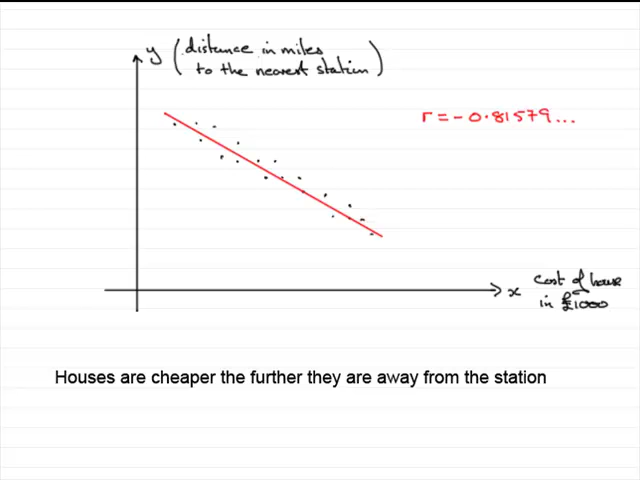 y (distance in miles
to the nearest station)
r = - 0.81579...
x cost of house
in £1000
Houses are cheaper the further they are away from the station